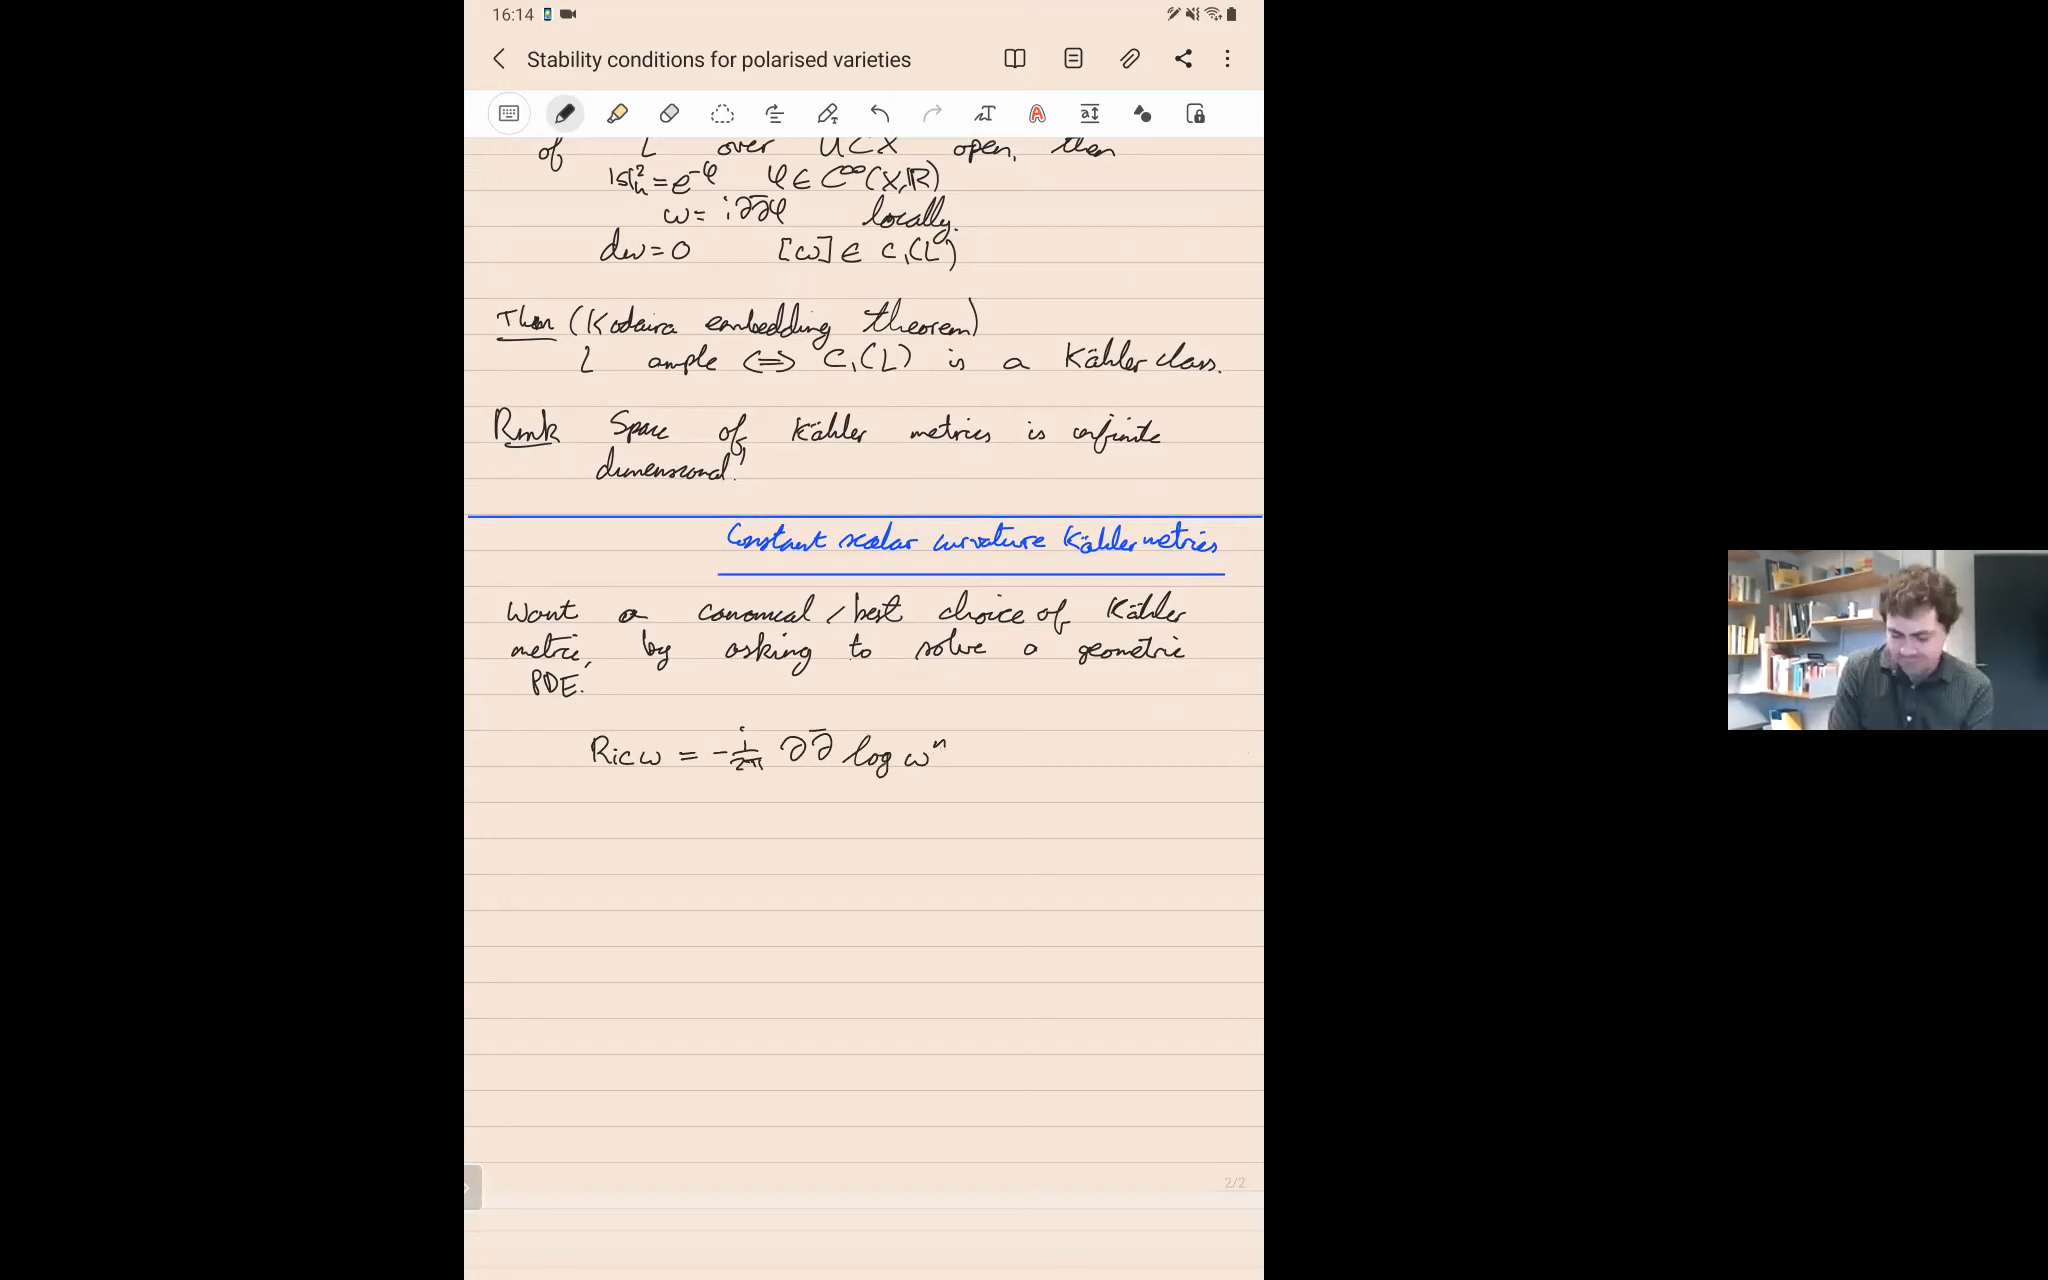 16:14
Stability conditions for polarised varieties
of L over U⊂X open, then
|s|²_h = e^{-φ} φ ∈ C^∞(X,ℝ)
ω = i∂∂̄φ locally.
dω = 0 [ω] ∈ c₁(L)
Thm (Kodaira embedding theorem)
L ample ⟺ c₁(L) is a Kähler class.
Rmk Space of Kähler metrics is infinite
dimensional!
Constant scalar curvature Kähler metrics
Want a canonical/best choice of Kähler
metric, by asking to solve a geometric
PDE.
Ric ω = -i/2π ∂∂̄ log ωⁿ
2/2